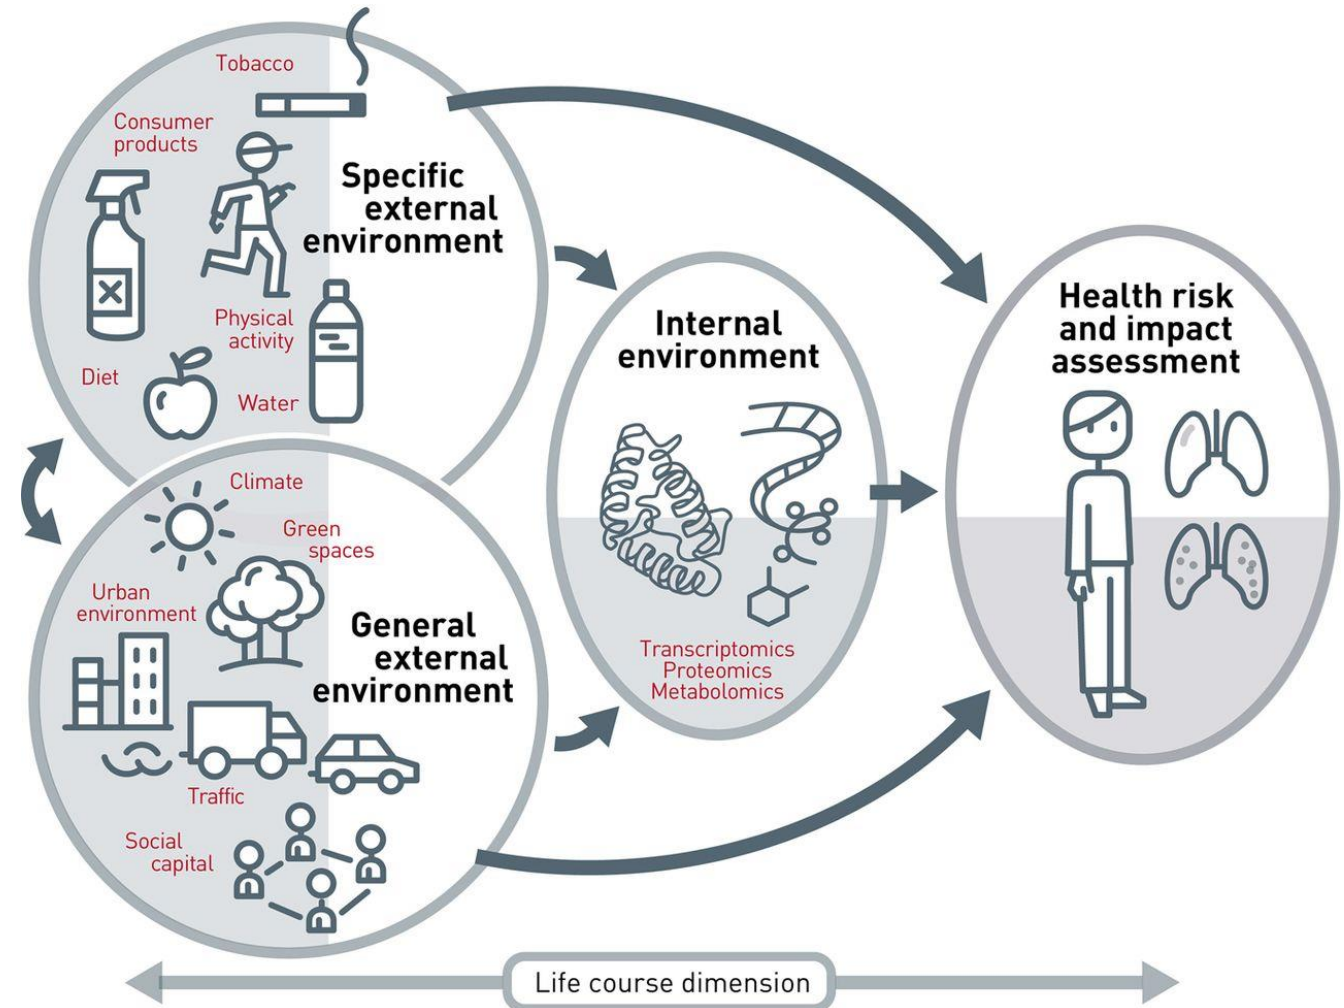 Tobacco
Consumer
products
Specific
external
environment
Physical
activity
Diet
Water
Climate
Green
spaces
Urban
environment
General
external
environment
Traffic
Social
capital
Internal
environment
Transcriptomics
Proteomics
Metabolomics
Health risk
and impact
assessment
Life course dimension